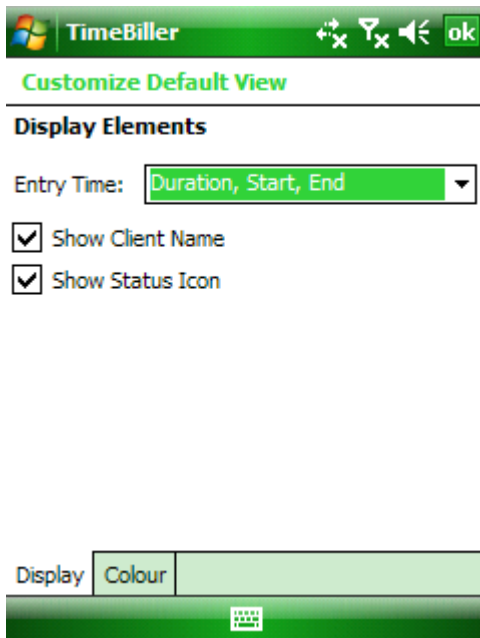 TimeBiller
ok
Customize Default View
Display Elements
Entry Time: Duration, Start, End
Show Client Name
Show Status Icon
Display Colour